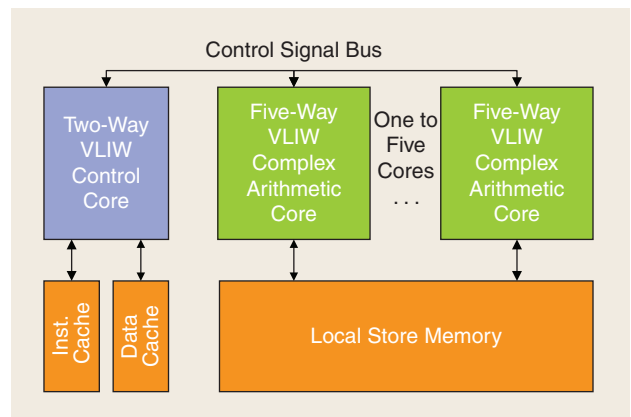 Control Signal Bus
Two-Way
VLIW
Control
Core
Five-Way
VLIW
Complex
Arithmetic
Core
One to
Five
Cores
. . .
Five-Way
VLIW
Complex
Arithmetic
Core
Inst.
Cache
Data
Cache
Local Store Memory